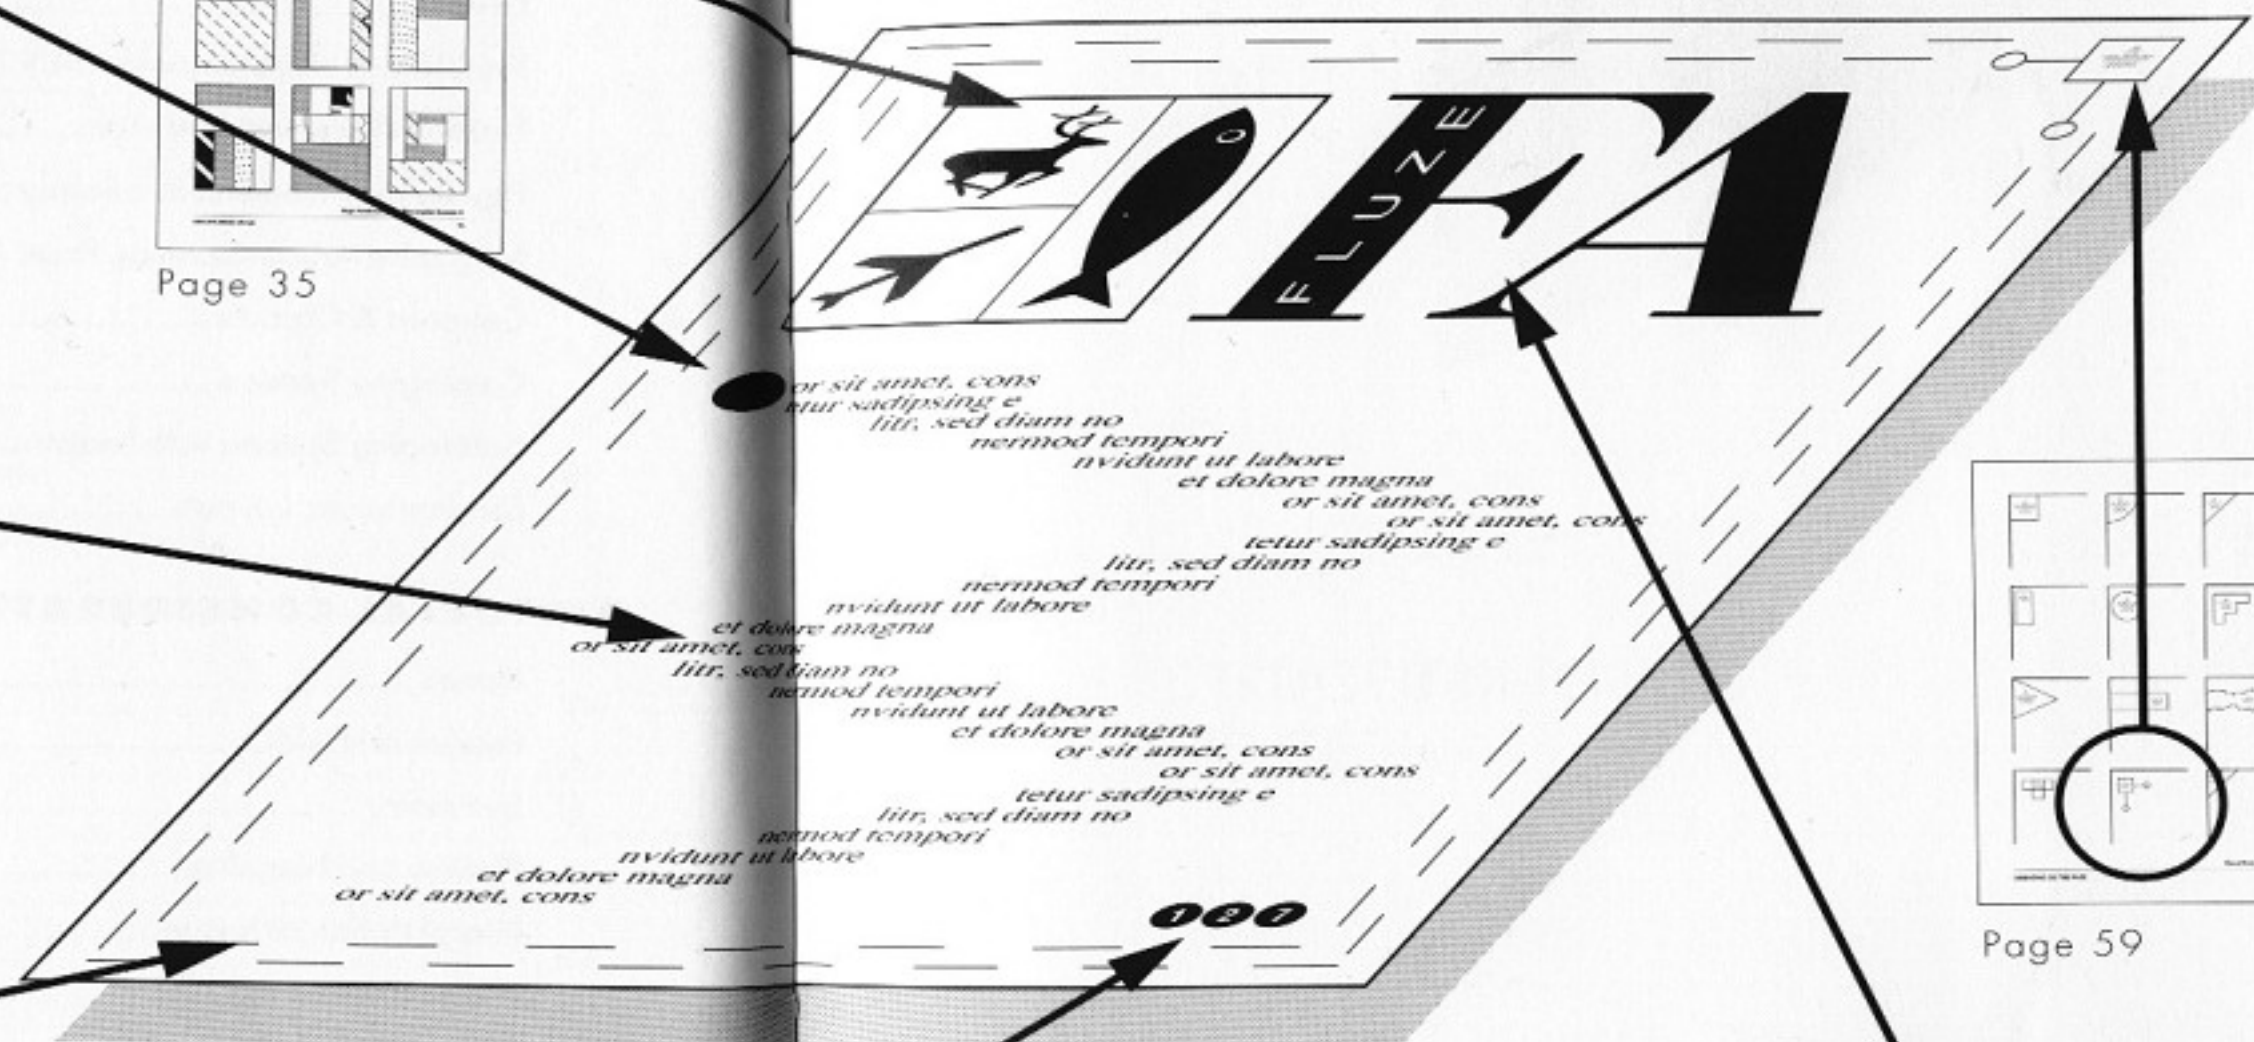 Page 35
FLUZE
FA
or sit amet, cons
tetur sadipsing e
litr, sed diam no
nermod tempori
nvidunt ut labore
et dolore magna
or sit amet, cons
or sit amet, cons
tetur sadipsing e
litr, sed diam no
nermod tempori
nvidunt ut labore
et dolore magna
or sit amet, cons
litr, sed diam no
nermod tempori
nvidunt ut labore
et dolore magna
or sit amet, cons
or sit amet, cons
tetur sadipsing e
litr, sed diam no
nermod tempori
nvidunt ut labore
et dolore magna
or sit amet, cons
127
Page 59